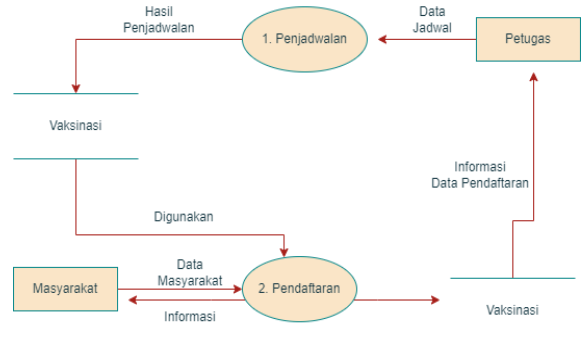 Hasil
Penjadwalan
1. Penjadwalan
Data
Jadwal
Petugas
Vaksinasi
Informasi
Data Pendaftaran
Digunakan
Masyarakat
Data
Masyarakat
Informasi
2. Pendaftaran
Vaksinasi